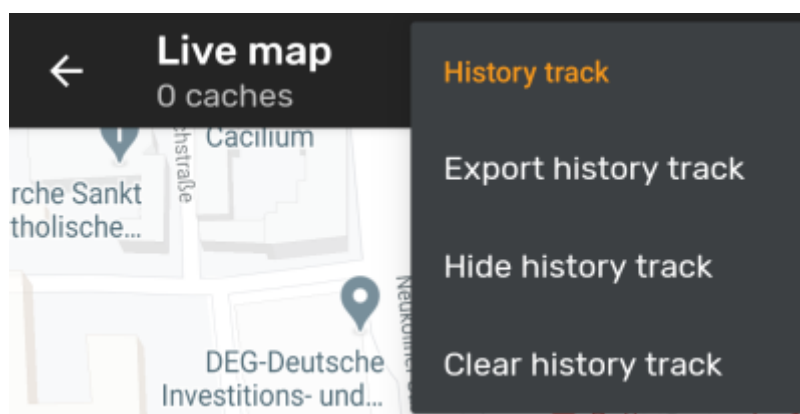 Live map
0 caches
History track
Export history track
Hide history track
Clear history track
Cacilium
rche Sankt
tholische...
DEG-Deutsche
Investitions- und...